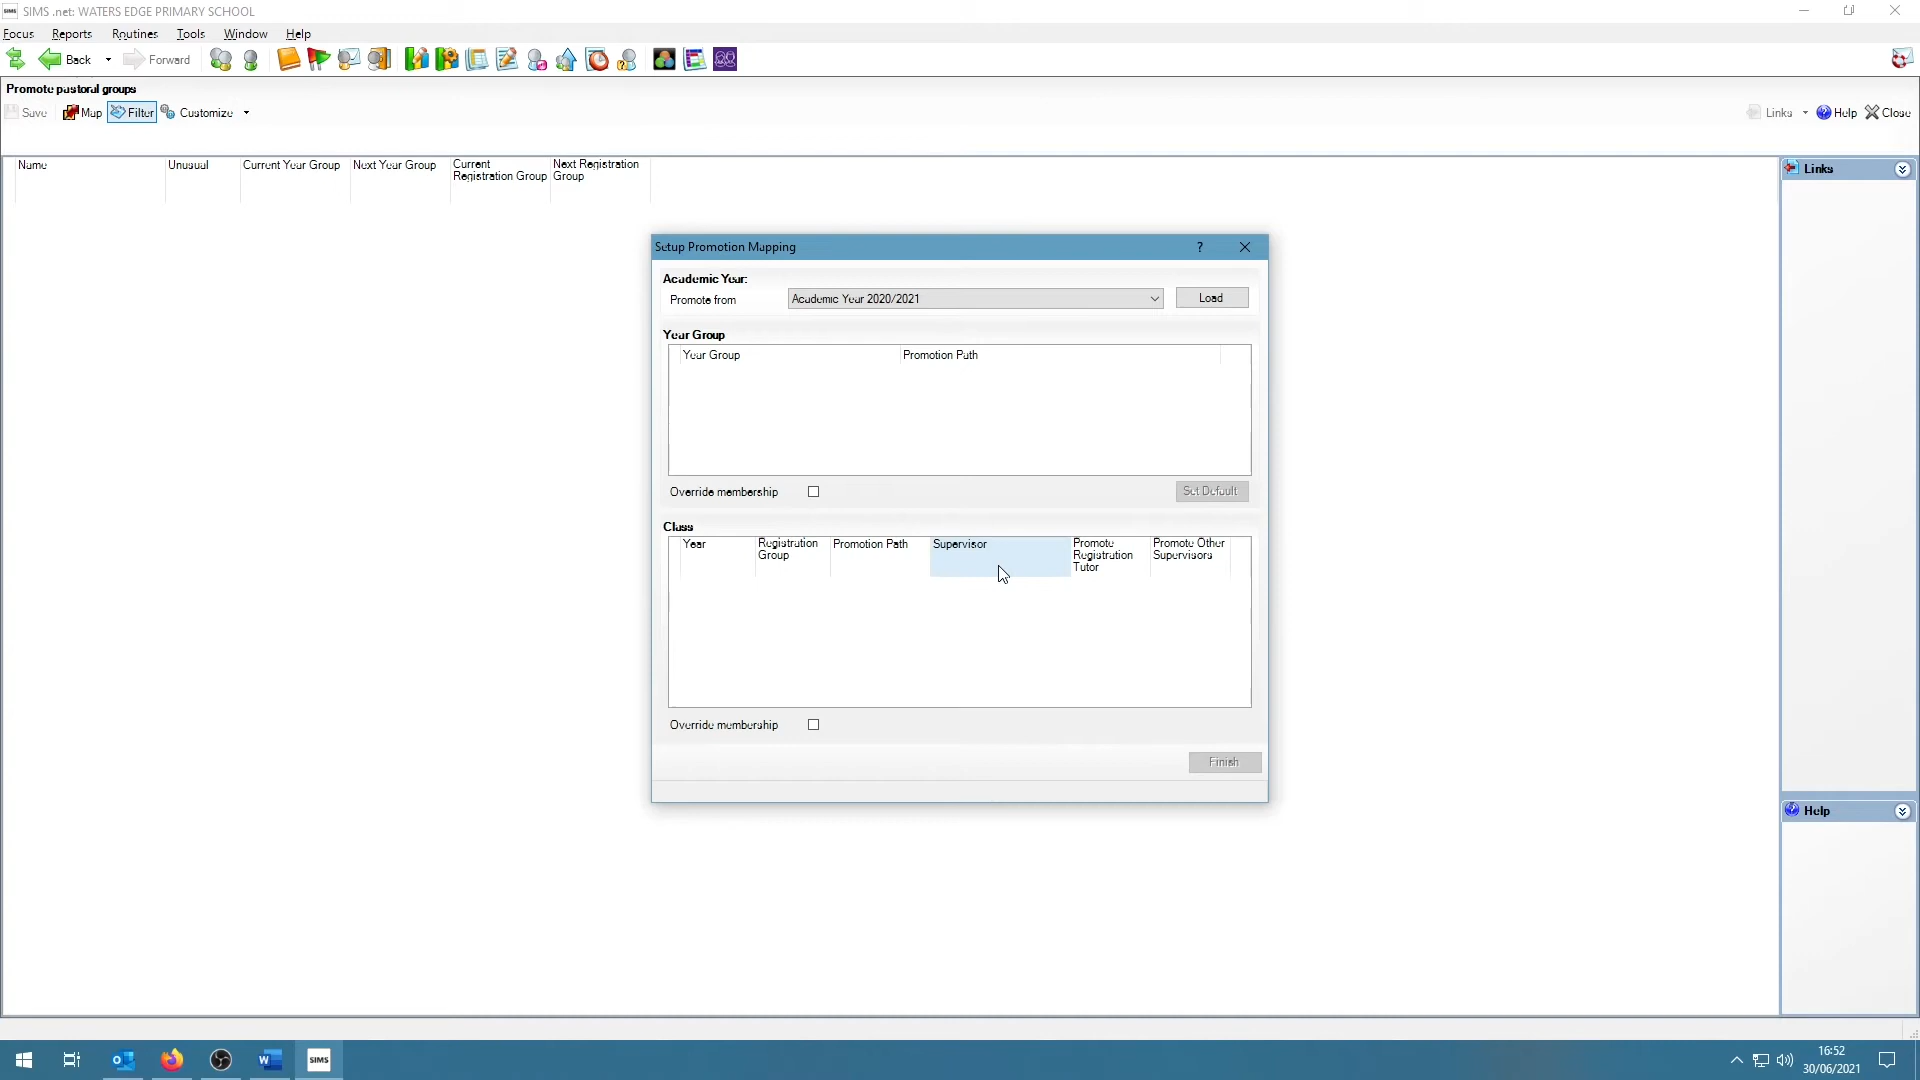 SIMS .net: WATERS EDGE PRIMARY SCHOOL
Focus Reports Routines Tools Window Help
Back Forward
Promote pastoral groups
Save Map Filter Customize Links Help Close
Name Unusual Current Year Group Next Year Group Current Registration Group Next Registration Group
Links
Setup Promotion Mapping ?
Academic Year:
Promote from Academic Year 2020/2021 Load
Year Group
Year Group Promotion Path
Override membership Set Default
Class
Year Registration Group Promotion Path Supervisor Promote Registration Tutor Promote Other Supervisors
Override membership
Finish
Help
SIMS
16:52
30/06/2021